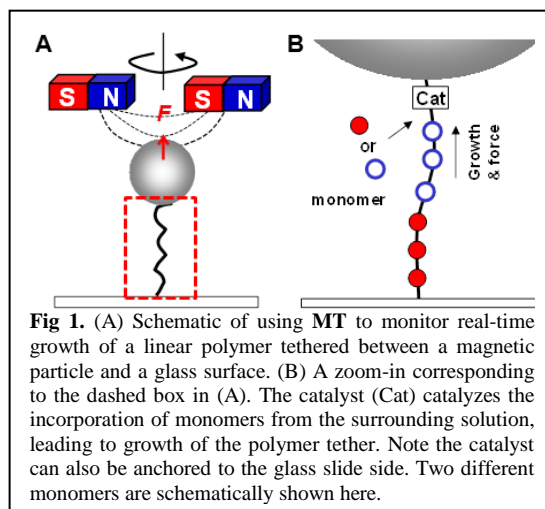 A
S N
S N
F
B
Cat
or
monomer
Growth
& force
Fig 1. (A) Schematic of using MT to monitor real-time
growth of a linear polymer tethered between a magnetic
particle and a glass surface. (B) A zoom-in corresponding
to the dashed box in (A). The catalyst (Cat) catalyzes the
incorporation of monomers from the surrounding solution,
leading to growth of the polymer tether. Note the catalyst
can also be anchored to the glass slide side. Two different
monomers are schematically shown here.